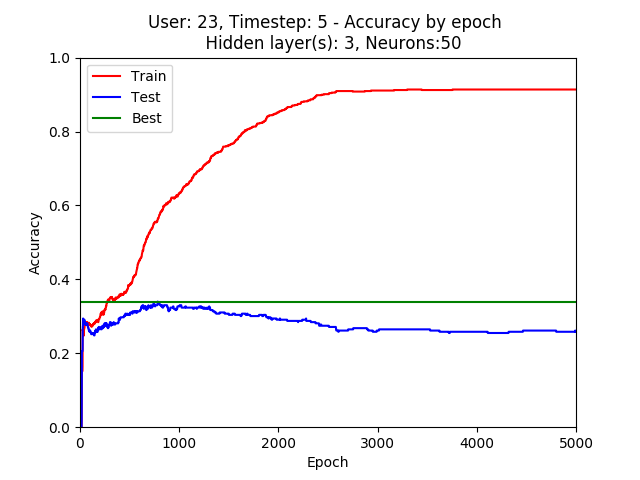 User: 23, Timestep: 5 - Accuracy by epoch
Hidden layer(s): 3, Neurons:50
Train
Test
Best
Accuracy
1.0
0.8
0.6
0.4
0.2
0.0
0 1000 2000 3000 4000 5000
Epoch